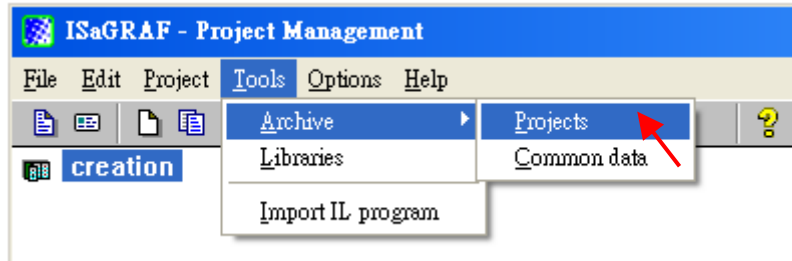 ISaGRAF - Project Management
File Edit Project Tools Options Help
Archive Projects
Libraries Common data
creation
Import IL program